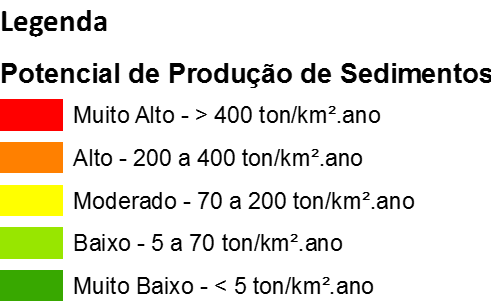 Legenda
Potencial de Produção de Sedimentos
Muito Alto - > 400 ton/km².ano
Alto - 200 a 400 ton/km².ano
Moderado - 70 a 200 ton/km².ano
Baixo - 5 a 70 ton/km².ano
Muito Baixo - < 5 ton/km².ano